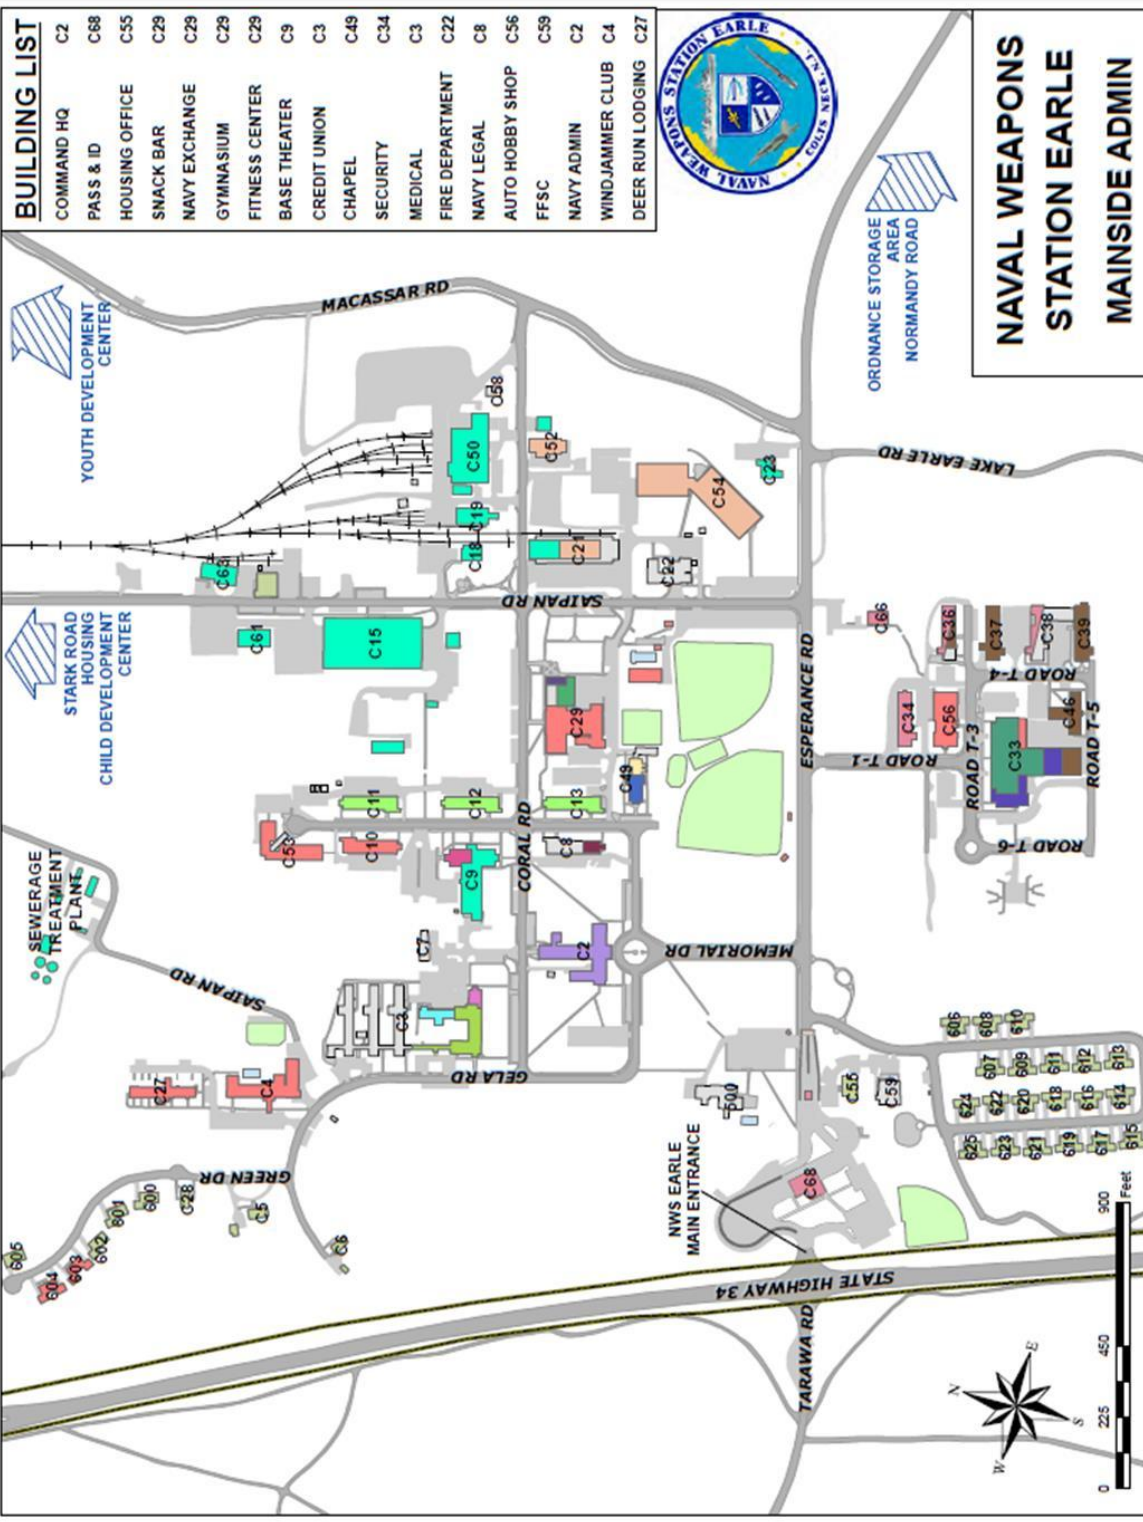 NAVAL WEAPONS
STATION EARLE
MAINSIDE ADMIN
BUILDING LIST
COMMAND HQ C2
PASS & ID C68
HOUSING OFFICE C55
SNACK BAR C29
NAVY EXCHANGE C29
GYMNASIUM C29
FITNESS CENTER C29
BASE THEATER C9
CREDIT UNION C3
CHAPEL C49
SECURITY C34
MEDICAL C3
FIRE DEPARTMENT C22
NAVY LEGAL C8
AUTO HOBBY SHOP C56
FFSC C59
NAVY ADMIN C2
WINDJAMMER CLUB C4
DEER RUN LODGING C27
NAVAL WEAPONS STATION EARLE
COLTS NECK, N.J.
YOUTH DEVELOPMENT
CENTER
STARK ROAD
HOUSING
CHILD DEVELOPMENT
CENTER
ORDNANCE STORAGE
AREA
NORMANDY ROAD
SEWERAGE
TREATMENT
PLANT
NWS EARLE
MAIN ENTRANCE
MACASSAR RD
LAKE EARLE RD
SAIPAN RD
ESPERANCE RD
CORAL RD
MEMORIAL DR
GELA RD
SAIPAN RD
GREEN DR
STATE HIGHWAY 34
TARAWA RD
ROAD T-1
ROAD T-3
ROAD T-4
ROAD T-5
ROAD T-6
C58
C50
C52
C54
C23
C19
C18
C21
C22
C63
C61
C15
C29
C49
C66
C36
C37
C38
C39
C34
C56
C33
C46
C11
C12
C13
C53
C10
C9
C8
C7
C2
C3
C27
C4
C28
C5
C6
500
C55
C59
C68
600
601
602
603
604
605
606
608
610
607
609
611
612
613
624
622
620
618
616
614
625
623
621
619
617
615
N
E
S
W
0 225 450 900
Feet